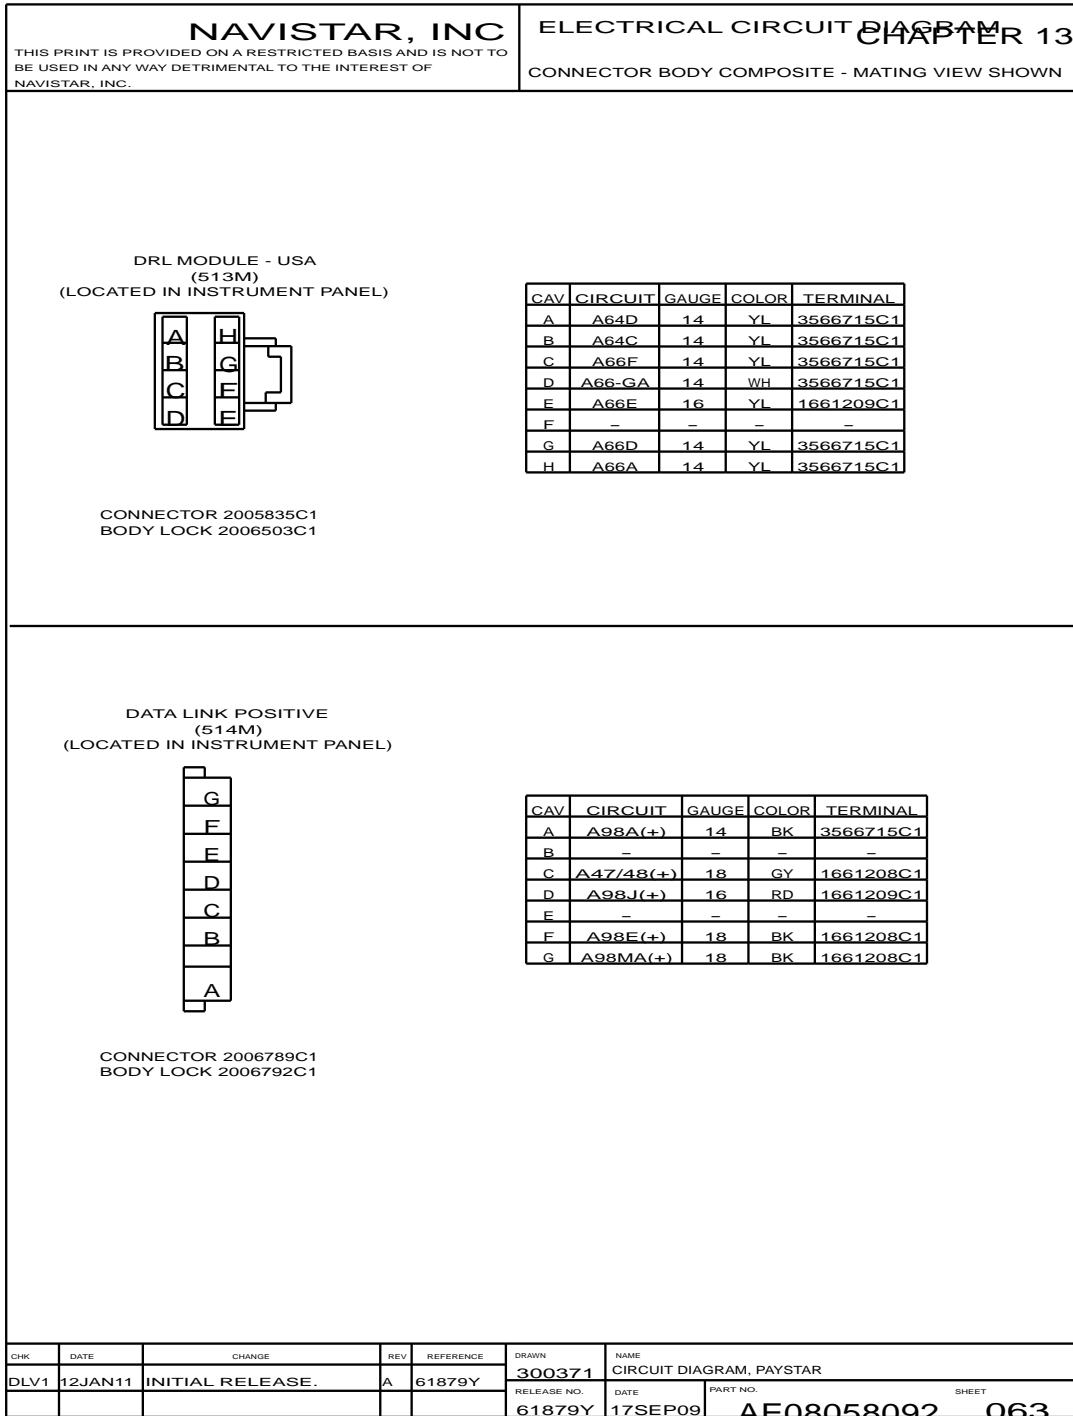 NAVISTAR, INC
THIS PRINT IS PROVIDED ON A RESTRICTED BASIS AND IS NOT TO
BE USED IN ANY WAY DETRIMENTAL TO THE INTEREST OF
NAVISTAR, INC.
ELECTRICAL CIRCUIT DIAGRAM
CHAPTER 13
CONNECTOR BODY COMPOSITE - MATING VIEW SHOWN
DRL MODULE - USA
(513M)
(LOCATED IN INSTRUMENT PANEL)
A H
B G
C F
D E
CONNECTOR 2005835C1
BODY LOCK 2006503C1
CAV CIRCUIT GAUGE COLOR TERMINAL
A A64D 14 YL 3566715C1
B A64C 14 YL 3566715C1
C A66F 14 YL 3566715C1
D A66-GA 14 WH 3566715C1
E A66E 16 YL 1661209C1
F – – – –
G A66D 14 YL 3566715C1
H A66A 14 YL 3566715C1
DATA LINK POSITIVE
(514M)
(LOCATED IN INSTRUMENT PANEL)
G
F
E
D
C
B
A
CONNECTOR 2006789C1
BODY LOCK 2006792C1
CAV CIRCUIT GAUGE COLOR TERMINAL
A A98A(+) 14 BK 3566715C1
B – – – –
C A47/48(+) 18 GY 1661208C1
D A98J(+) 16 RD 1661209C1
E – – – –
F A98E(+) 18 BK 1661208C1
G A98MA(+) 18 BK 1661208C1
CHK DATE CHANGE REV REFERENCE
DLV1 12JAN11 INITIAL RELEASE. A 61879Y
DRAWN NAME
300371 CIRCUIT DIAGRAM, PAYSTAR
RELEASE NO. DATE PART NO. SHEET
61879Y 17SEP09 AE08058092 063